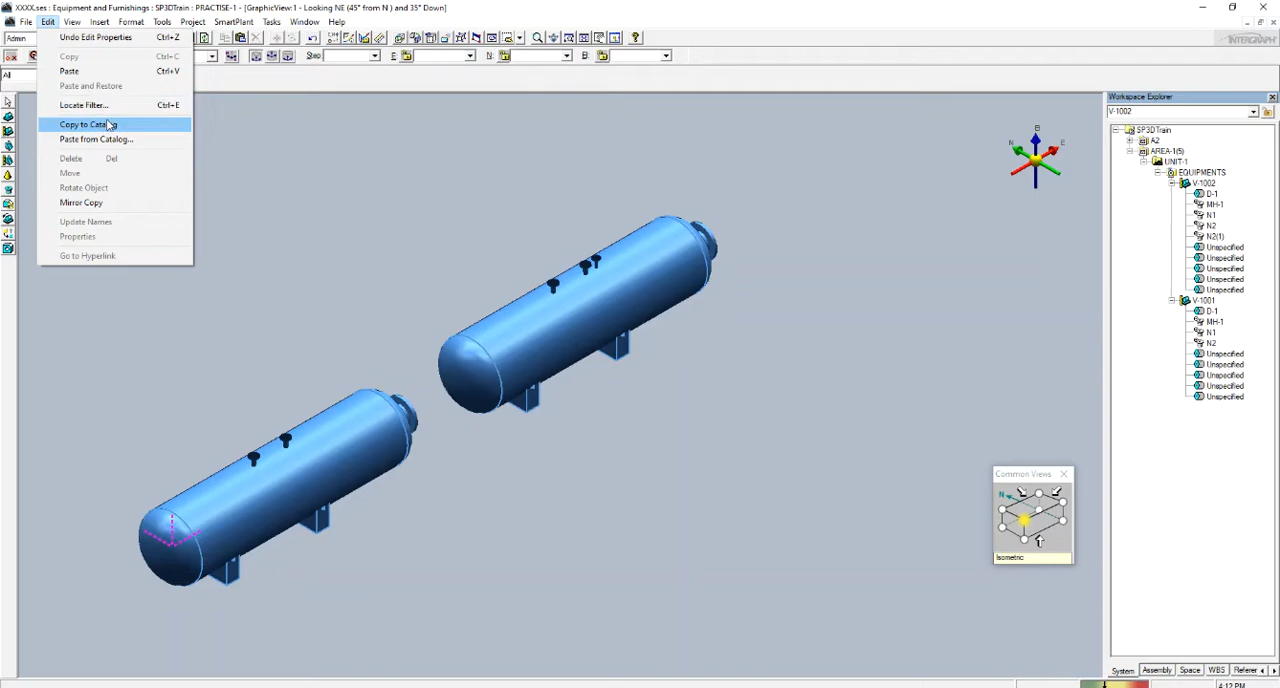 XXXX.ses : Equipment and Furnishings : SP3DTrain : PRACTISE-1 - [GraphicView:1 - Looking NE (45° from N ) and 35° Down]
File Edit View Insert Format Tools Project SmartPlant Tasks Window Help
Admin
INTERGRAPH
Step: E: N: B:
All
Undo Edit Properties Ctrl+Z
Copy Ctrl+C
Paste Ctrl+V
Paste and Restore
Locate Filter... Ctrl+E
Copy to Catalog
Paste from Catalog...
Delete Del
Move
Rotate Object
Mirror Copy
Update Names
Properties
Go to Hyperlink
B
N
E
Workspace Explorer
V-1002
SP3DTrain
A2
AREA-1(5)
UNIT-1
EQUIPMENTS
V-1002
D-1
MH-1
N1
N2
N2(1)
Unspecified
Unspecified
Unspecified
Unspecified
Unspecified
V-1001
D-1
MH-1
N1
N2
Unspecified
Unspecified
Unspecified
Unspecified
Unspecified
Common Views
N
Isometric
System Assembly Space WBS Referer
4:12 PM